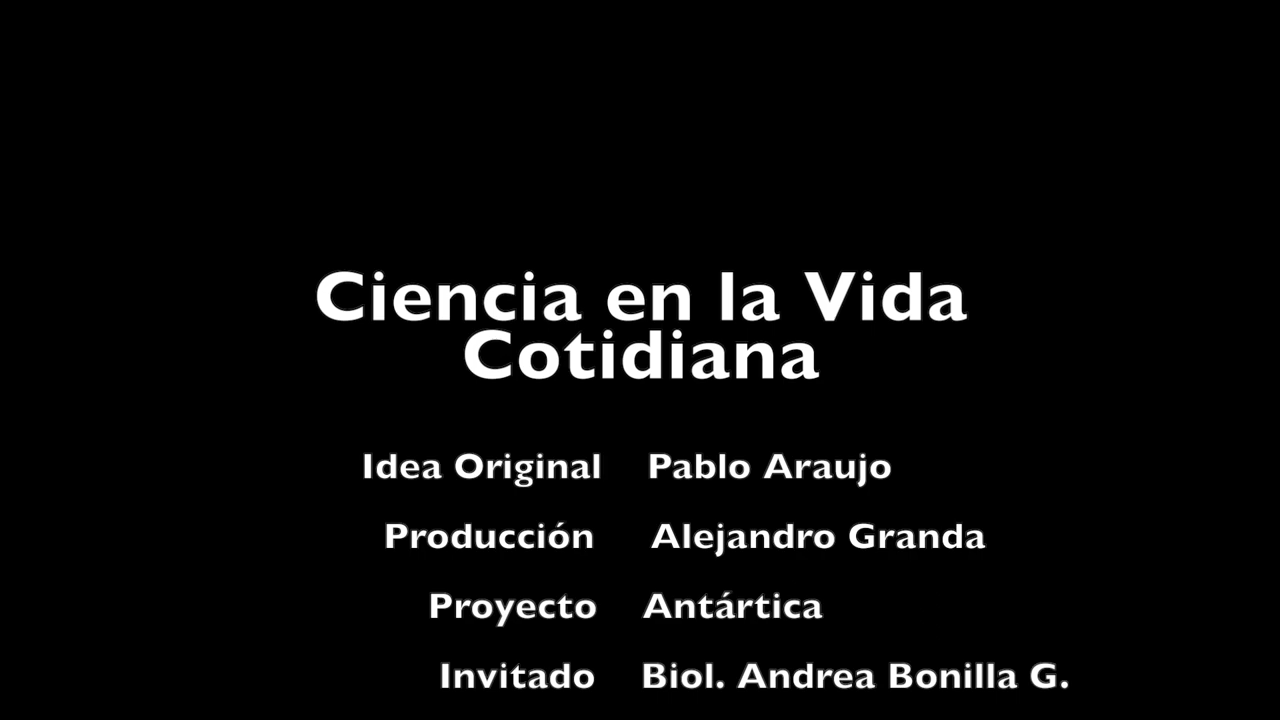 Ciencia en la Vida
Cotidiana
Idea Original Pablo Araujo
Producción Alejandro Granda
Proyecto Antártica
Invitado Biol. Andrea Bonilla G.